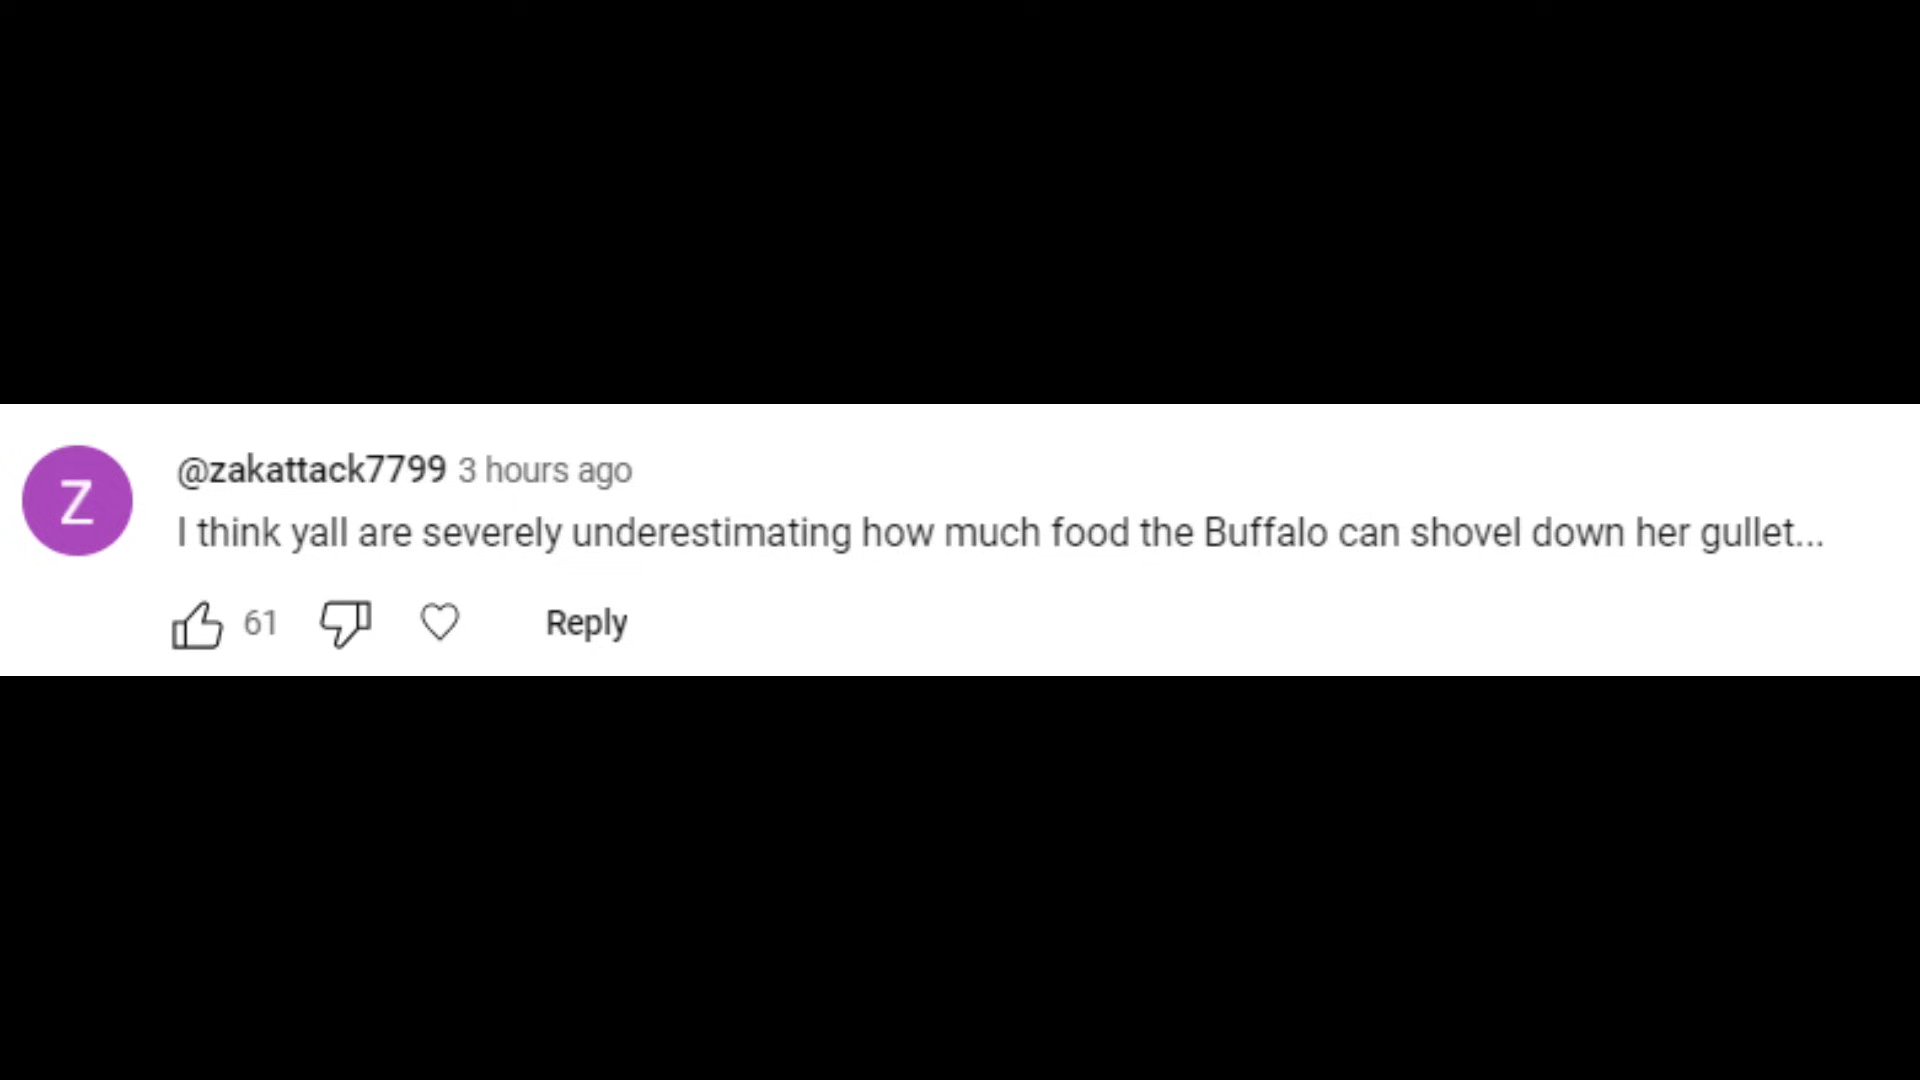 Z
@zakattack7799 3 hours ago
I think yall are severely underestimating how much food the Buffalo can shovel down her gullet...
61 Reply